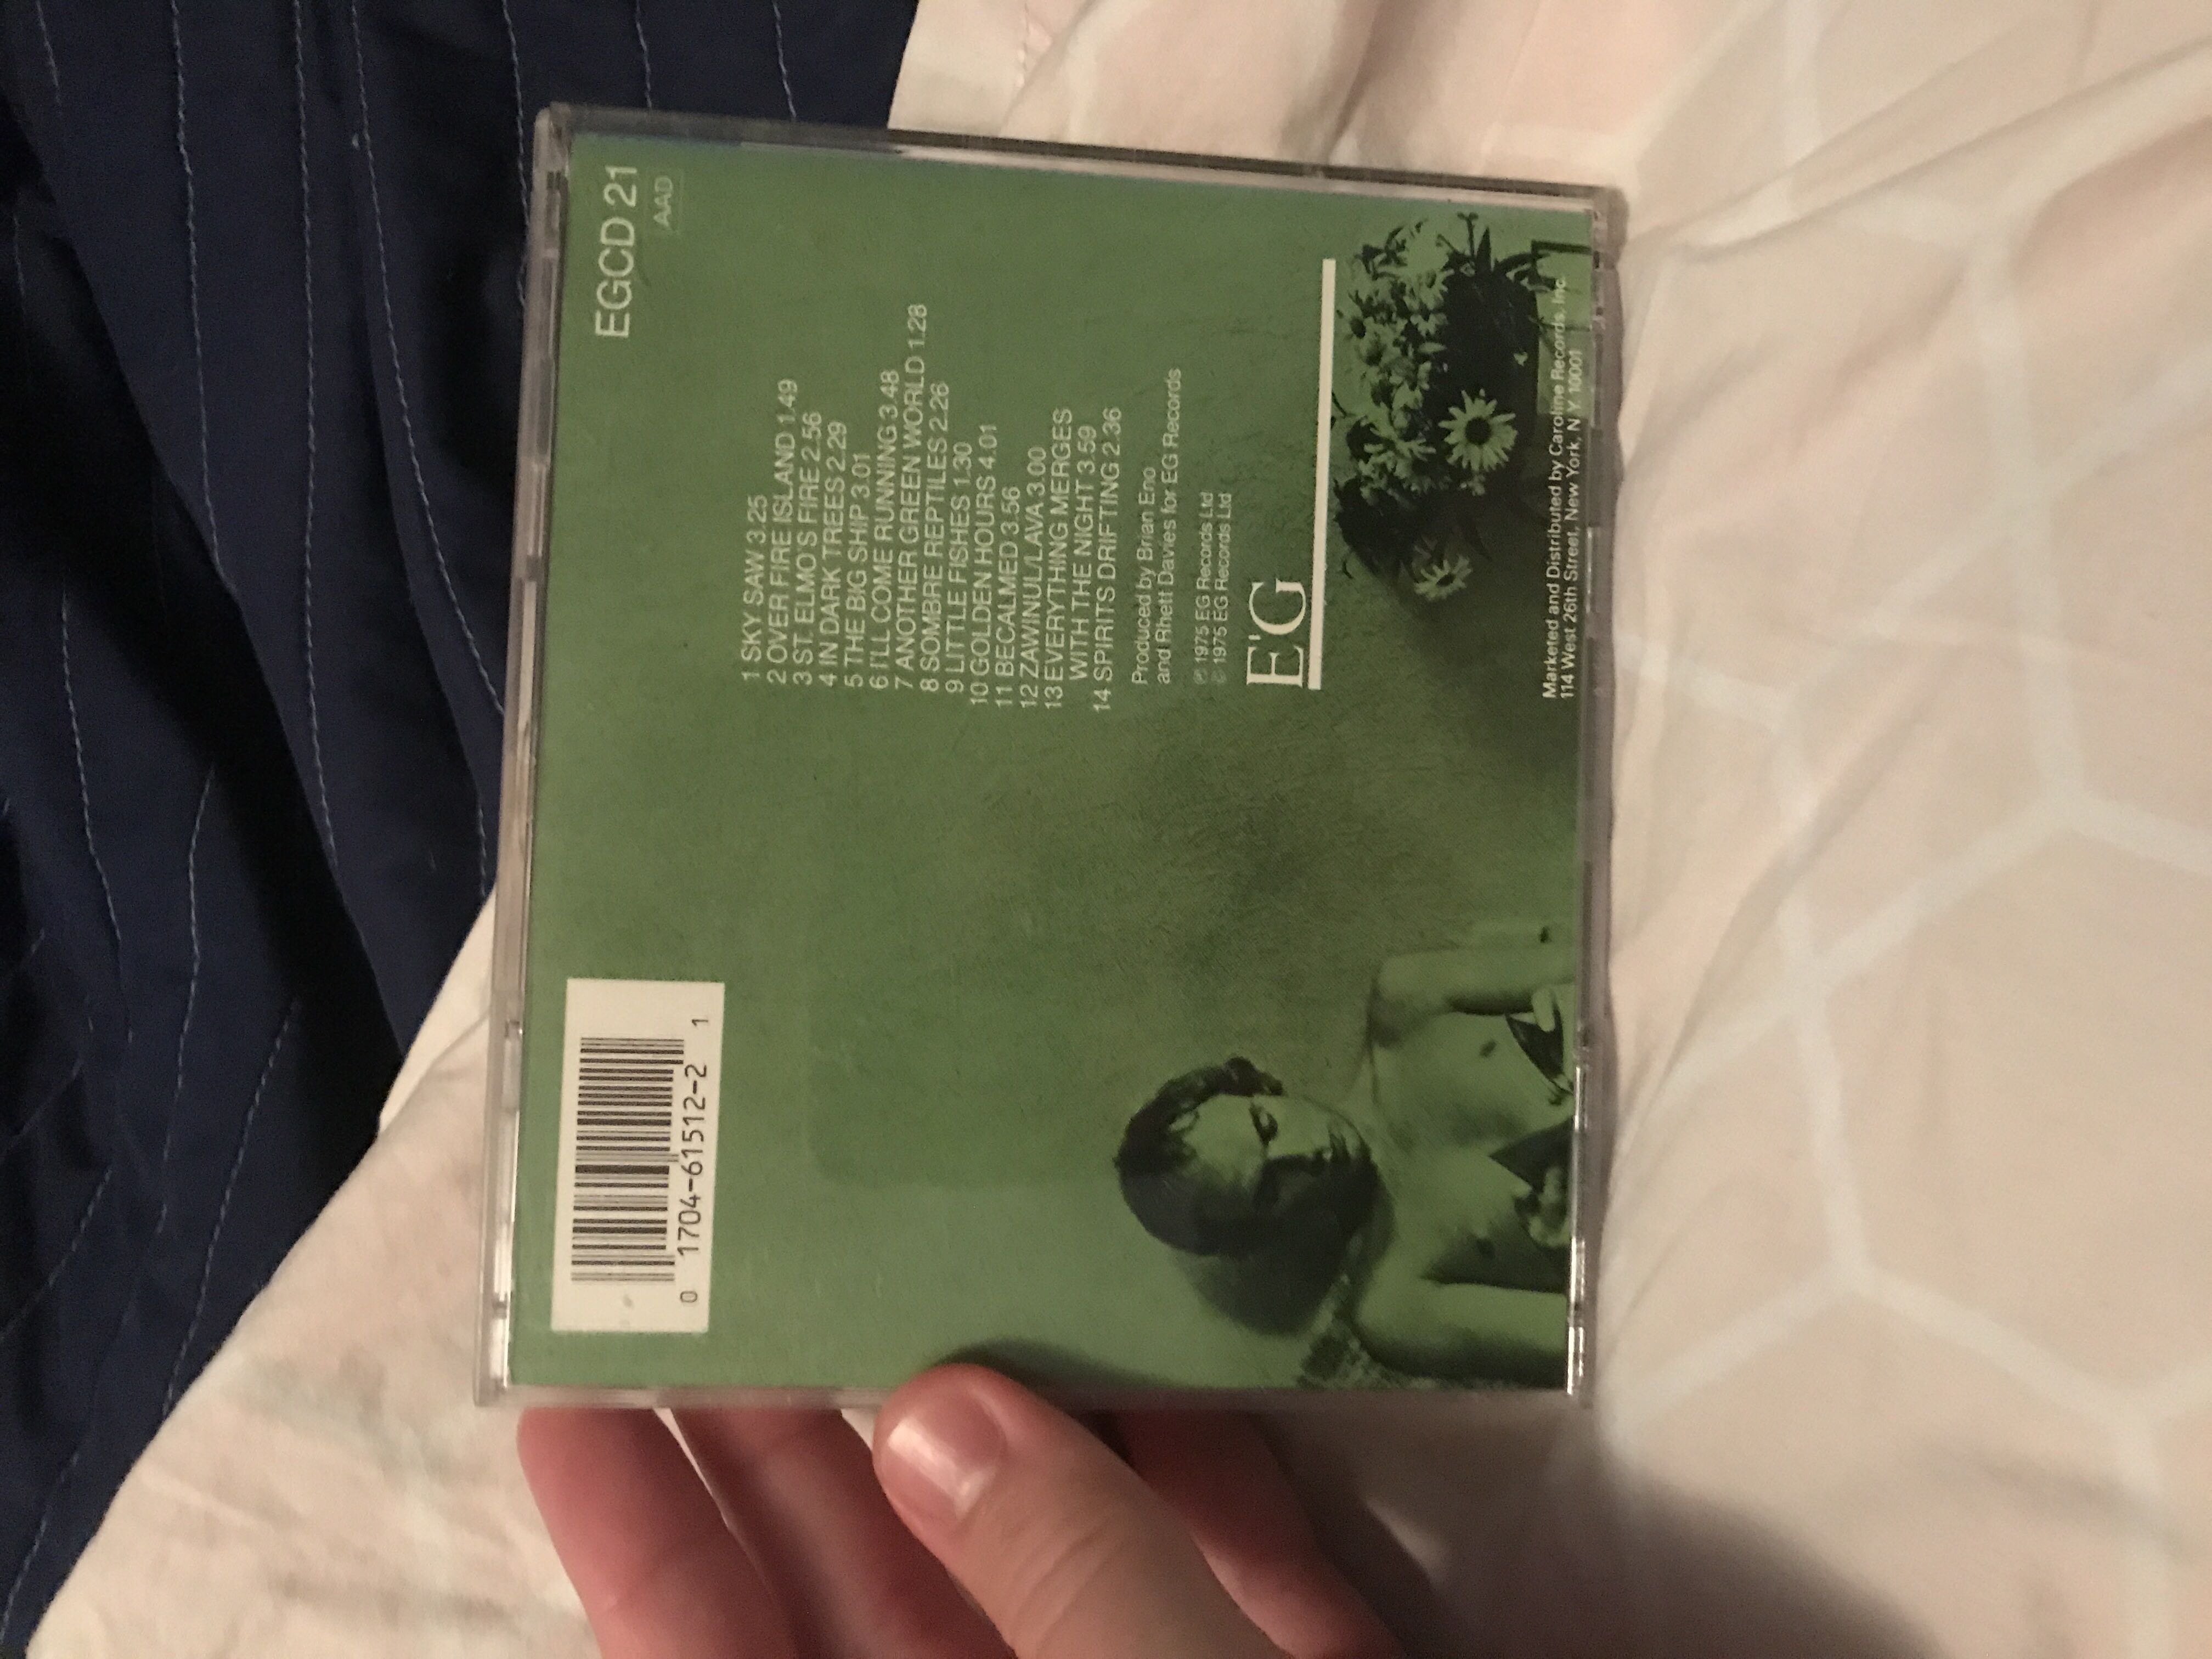 EGCD 21
AAD
1 SKY SAW 3.25
2 OVER FIRE ISLAND 1.49
3 ST. ELMO'S FIRE 2.56
4 IN DARK TREES 2.29
5 THE BIG SHIP 3.01
6 I'LL COME RUNNING 3.48
7 ANOTHER GREEN WORLD 1.28
8 SOMBRE REPTILES 2.26
9 LITTLE FISHES 1.30
10 GOLDEN HOURS 4.01
11 BECALMED 3.56
12 ZAWINUL/LAVA 3.00
13 EVERYTHING MERGES
WITH THE NIGHT 3.59
14 SPIRITS DRIFTING 2.36
Produced by Brian Eno
and Rhett Davies for EG Records
℗ 1975 EG Records Ltd
© 1975 EG Records Ltd
E'G
Marketed and Distributed by Caroline Records, Inc.
114 West 26th Street, New York, N.Y. 10001
0 1704-61512-2 1